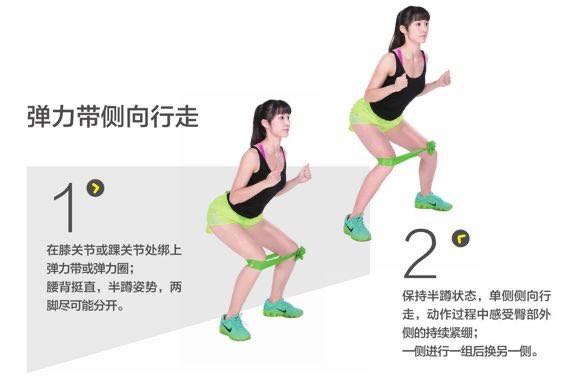 弹力带侧向行走
1
在膝关节或踝关节处绑上
弹力带或弹力圈；
腰背挺直，半蹲姿势，两
脚尽可能分开。
2
保持半蹲状态，单侧侧向行
走，动作过程中感受臀部外
侧的持续紧绷；
一侧进行一组后换另一侧。